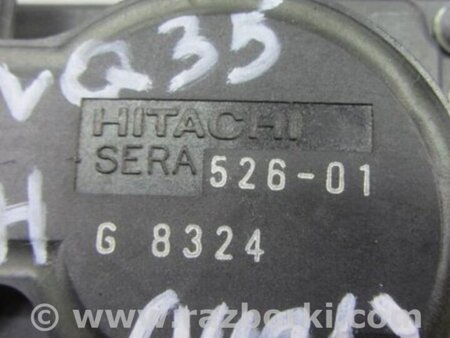 VQ35
HITACHI
SERA 526-01
H
G 8324
© www.razborki.com